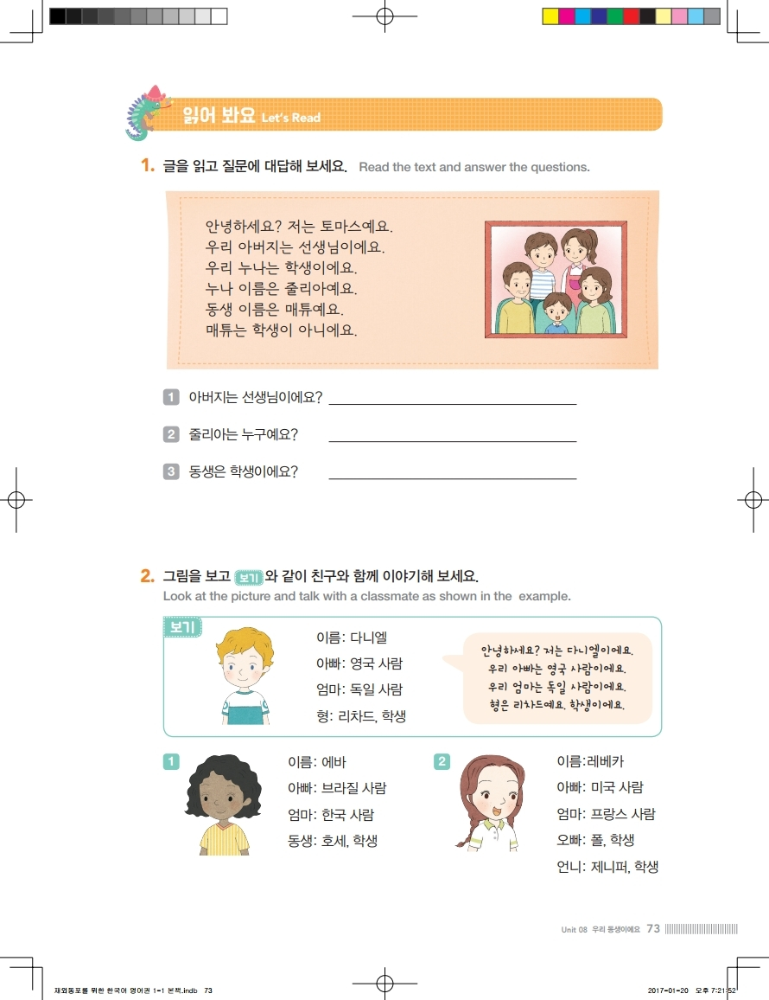 읽어 봐요 Let's Read
1. 글을 읽고 질문에 대답해 보세요. Read the text and answer the questions.
안녕하세요? 저는 토마스예요.
우리 아버지는 선생님이에요.
우리 누나는 학생이에요.
누나 이름은 줄리아예요.
동생 이름은 매튜예요.
매튜는 학생이 아니에요.
1 아버지는 선생님이에요?
2 줄리아는 누구예요?
3 동생은 학생이에요?
2. 그림을 보고 보기 와 같이 친구와 함께 이야기해 보세요.
Look at the picture and talk with a classmate as shown in the example.
보기
이름: 다니엘
아빠: 영국 사람
엄마: 독일 사람
형: 리차드, 학생
안녕하세요? 저는 다니엘이에요.
우리 아빠는 영국 사람이에요.
우리 엄마는 독일 사람이에요.
형은 리차드예요. 학생이에요.
1
이름: 에바
아빠: 브라질 사람
엄마: 한국 사람
동생: 호세, 학생
2
이름:레베카
아빠: 미국 사람
엄마: 프랑스 사람
오빠: 폴, 학생
언니: 제니퍼, 학생
Unit 08 우리 동생이에요 73
재외동포를 위한 한국어 영어권 1-1 본책.indb 73
2017-01-20 오후 7:21:52